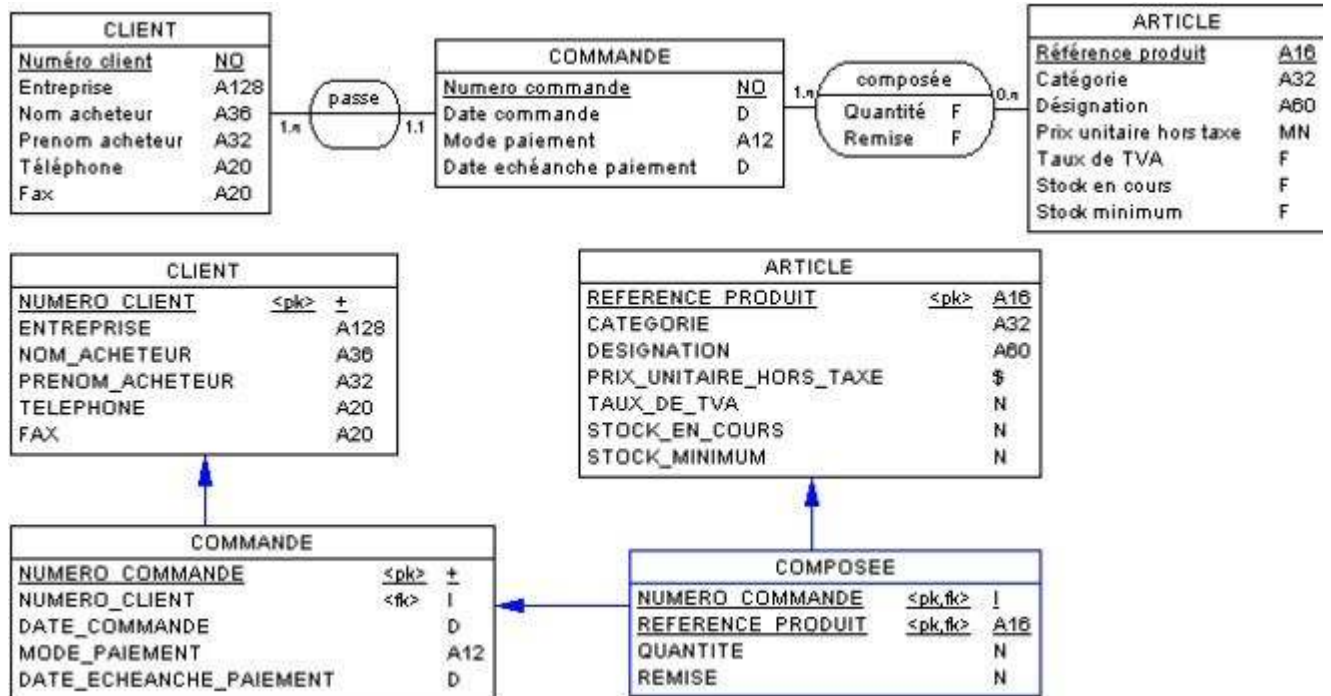 CLIENT
Numéro client NO
Entreprise A128
Nom acheteur A36
Prenom acheteur A32
Téléphone A20
Fax A20
1.n
passe
1.1
COMMANDE
Numero commande NO
Date commande D
Mode paiement A12
Date echéanche paiement D
1.n
composée
Quantité F
Remise F
0.n
ARTICLE
Référence produit A16
Catégorie A32
Désignation A60
Prix unitaire hors taxe MN
Taux de TVA F
Stock en cours F
Stock minimum F
CLIENT
NUMERO_CLIENT <pk> +
ENTREPRISE A128
NOM_ACHETEUR A36
PRENOM_ACHETEUR A32
TELEPHONE A20
FAX A20
ARTICLE
REFERENCE_PRODUIT <pk> A16
CATEGORIE A32
DESIGNATION A60
PRIX_UNITAIRE_HORS_TAXE $
TAUX_DE_TVA N
STOCK_EN_COURS N
STOCK_MINIMUM N
COMMANDE
NUMERO_COMMANDE <pk> +
NUMERO_CLIENT <fk> I
DATE_COMMANDE D
MODE_PAIEMENT A12
DATE_ECHEANCHE_PAIEMENT D
COMPOSEE
NUMERO_COMMANDE <pk,fk> I
REFERENCE_PRODUIT <pk,fk> A16
QUANTITE N
REMISE N